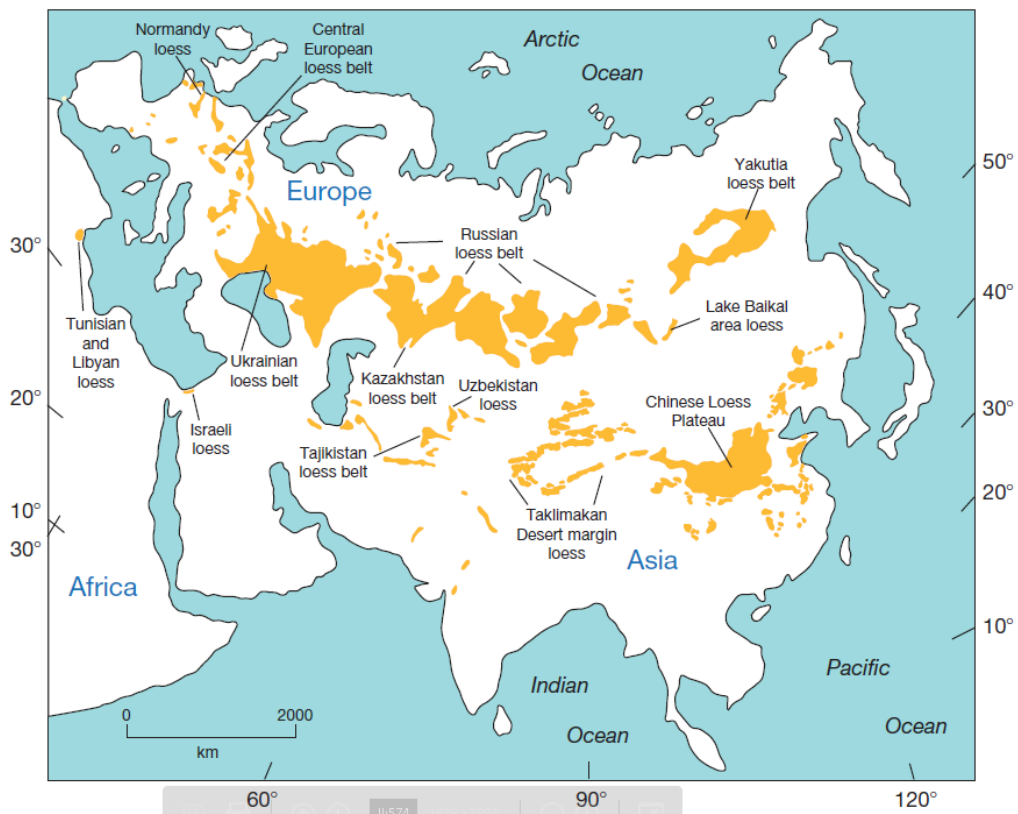 Normandy
loess
Central
European
loess belt
Arctic
Ocean
50°
Yakutia
loess belt
Europe
Russian
loess belt
30°
40°
Lake Baikal
area loess
Tunisian
and
Libyan
loess
Ukrainian
loess belt
Kazakhstan
loess belt
Uzbekistan
loess
Chinese Loess
Plateau
20°
30°
Israeli
loess
Tajikistan
loess belt
10°
20°
Taklimakan
Desert margin
loess
30°
Asia
Africa
10°
Pacific
Ocean
Indian
Ocean
0
2000
km
60°
90°
120°
II-574